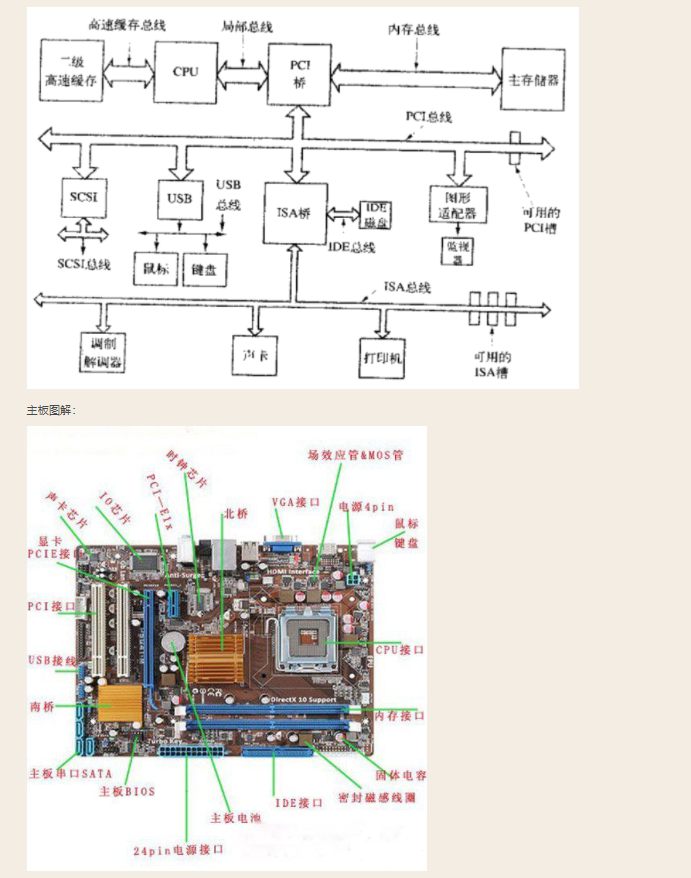 高速缓存总线
局部总线
内存总线
二级
高速缓存
CPU
PCI
桥
主存储器
PCI总线
SCSI
USB
USB
总线
ISA桥
IDE
磁盘
图形
适配器
可用的
PCI槽
SCSI总线
鼠标
键盘
IDE总线
监视
器
ISA总线
调制
解调器
声卡
打印机
可用的
ISA槽
主板图解:
时钟芯片
场效应管&MOS管
PCI—E1x
IO芯片
声卡芯片
北桥
VGA接口
电源4pin
鼠标
键盘
显卡
PCIE接口
Anti-Surge
HDMI Interface
PCI接口
CPU接口
USB接线
南桥
DirectX 10 Support
内存接口
Turbo Key
主板串口SATA
主板BIOS
固体电容
密封磁感线圈
IDE接口
主板电池
24pin电源接口